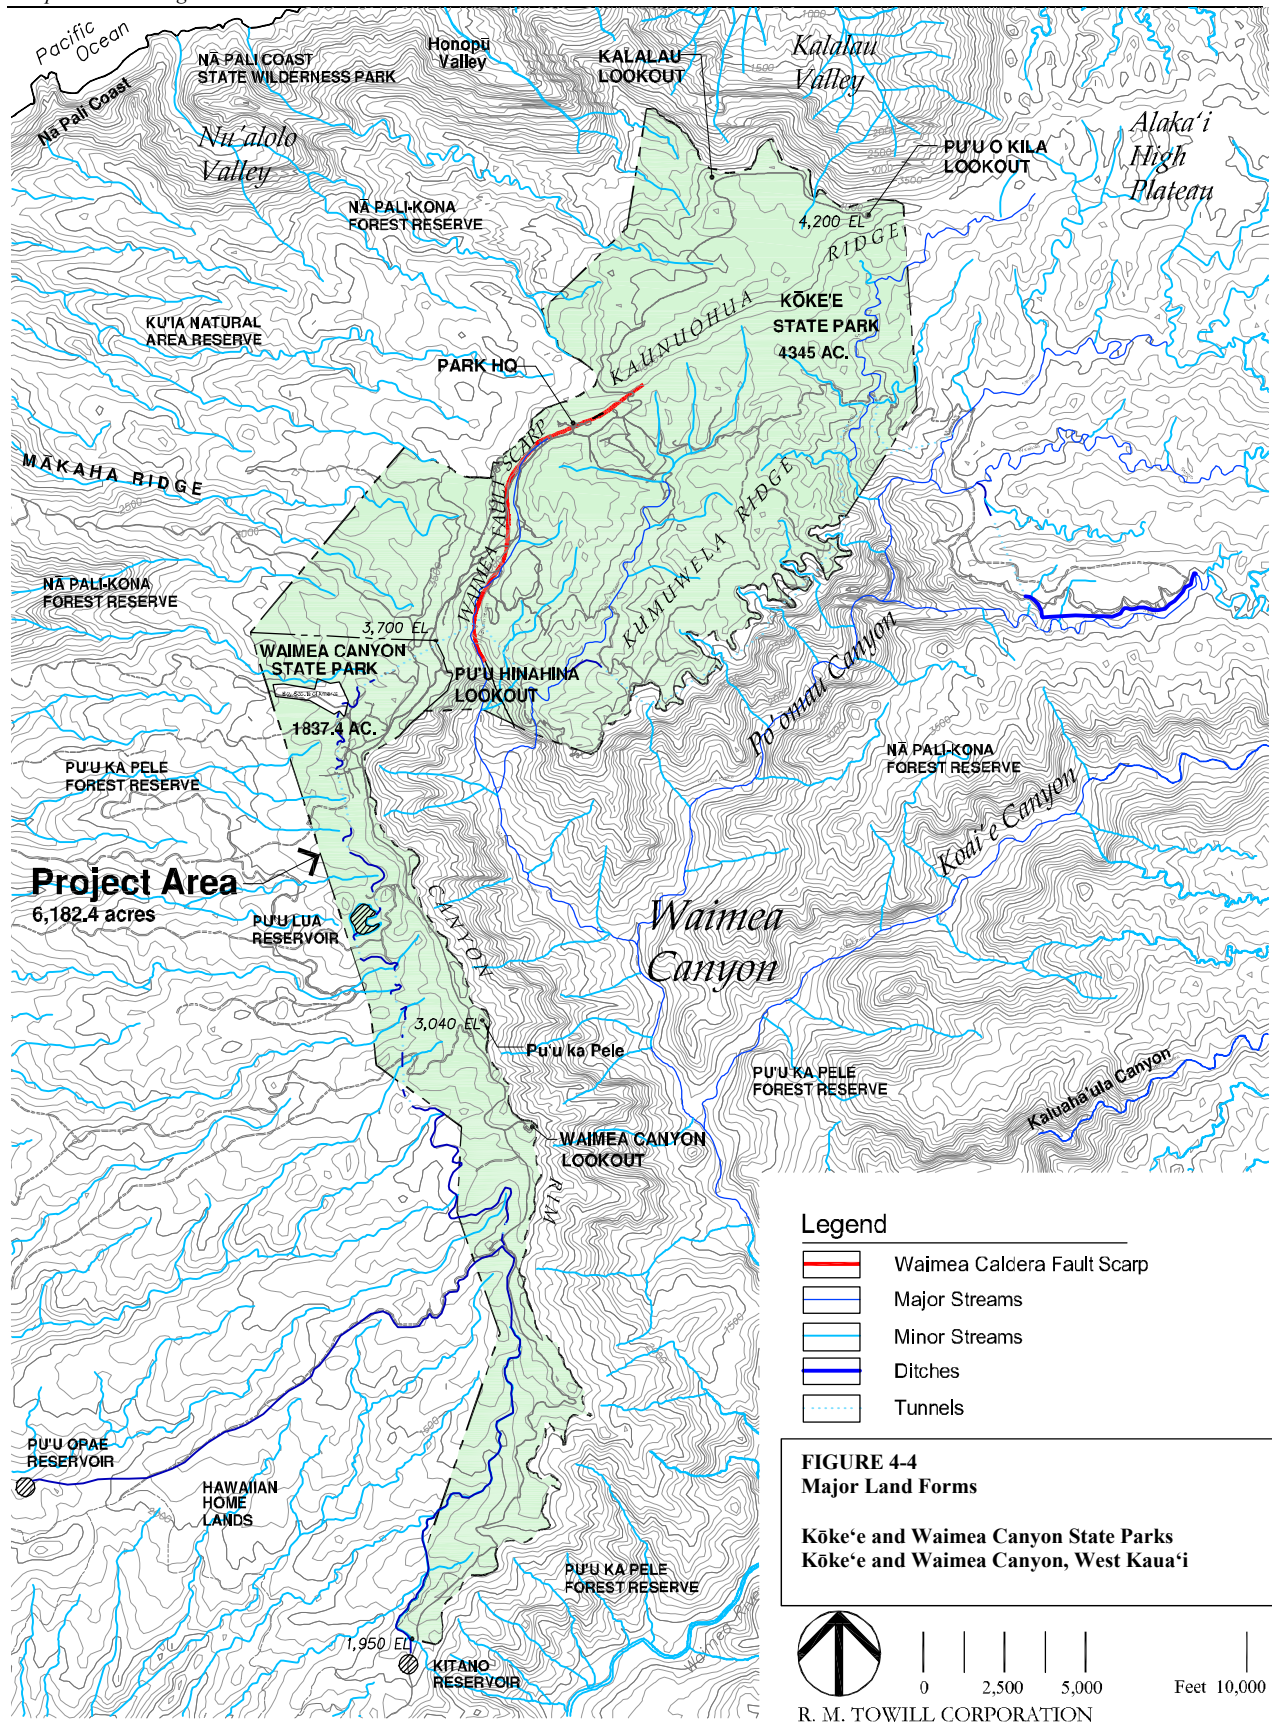 Pacific
Ocean
Nā Pali Coast
NĀ PALI COAST
STATE WILDERNESS PARK
Honopū
Valley
KALALAU
LOOKOUT
Kalalau
Valley
1000
1500
Nu'alolo
Valley
Alaka'i
High
Plateau
PU'U O KILA
LOOKOUT
2500
3500
NĀ PALI-KONA
FOREST RESERVE
4,200 EL
KAUNUOHUA RIDGE
KŌKE'E
STATE PARK
4345 AC.
KU'IA NATURAL
AREA RESERVE
PARK HQ
MĀKAHA RIDGE
WAIMEA FAULT SCARP
KUMUWELA RIDGE
NĀ PALI-KONA
FOREST RESERVE
3,700 EL
WAIMEA CANYON
STATE PARK
1837.4 AC.
PU'U HINAHINA
LOOKOUT
Po'omau Canyon
NĀ PALI-KONA
FOREST RESERVE
PU'U KA PELE
FOREST RESERVE
Koai'e Canyon
Project Area
6,182.4 acres
PU'U LUA
RESERVOIR
CANYON RIM
Waimea
Canyon
3,040 EL
Pu'u ka Pele
PU'U KA PELE
FOREST RESERVE
Kaluaha'ula Canyon
WAIMEA CANYON
LOOKOUT
1500
1500
PU'U OPAE
RESERVOIR
HAWAIIAN
HOME
LANDS
PU'U KA PELE
FOREST RESERVE
Waimea River
1,950 EL
KITANO
RESERVOIR
Legend
Waimea Caldera Fault Scarp
Major Streams
Minor Streams
Ditches
Tunnels
FIGURE 4-4
Major Land Forms
Kōke‘e and Waimea Canyon State Parks
Kōke‘e and Waimea Canyon, West Kaua‘i
0 2,500 5,000 Feet 10,000
R. M. TOWILL CORPORATION